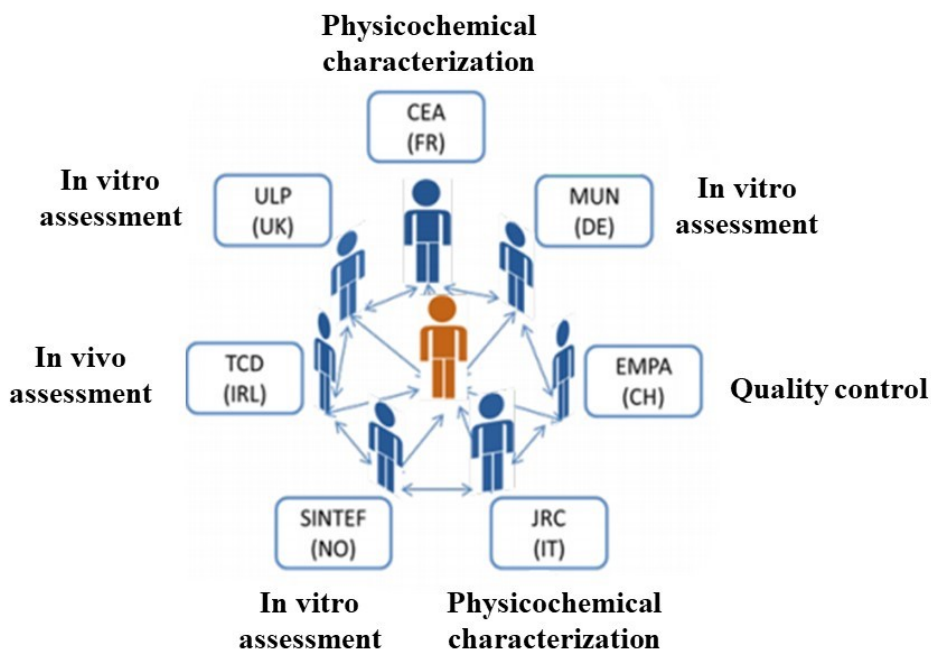 Physicochemical
characterization
CEA
(FR)
In vitro
assessment
ULP
(UK)
MUN
(DE)
In vitro
assessment
In vivo
assessment
TCD
(IRL)
EMPA
(CH)
Quality control
SINTEF
(NO)
JRC
(IT)
In vitro
assessment
Physicochemical
characterization